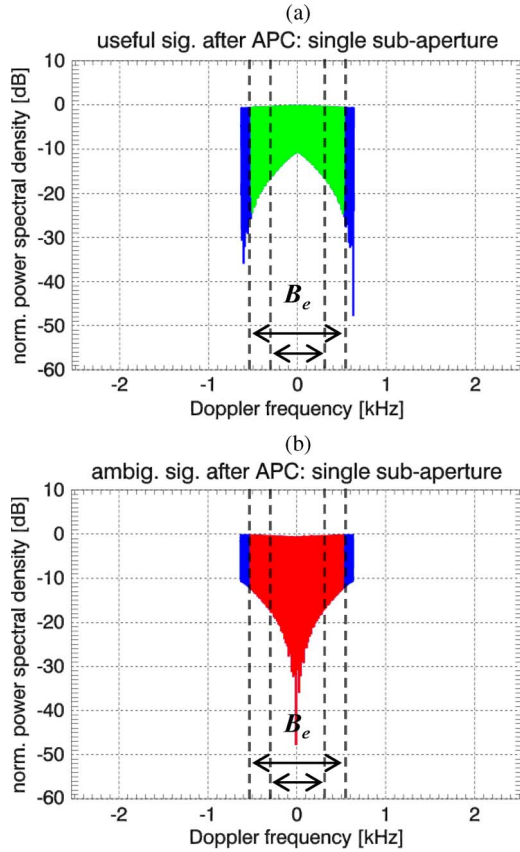 (a)
useful sig. after APC: single sub-aperture
norm. power spectral density [dB]
10
0
-10
-20
-30
-40
-50
-60
Be
-2 -1 0 1 2
Doppler frequency [kHz]
(b)
ambig. sig. after APC: single sub-aperture
norm. power spectral density [dB]
10
0
-10
-20
-30
-40
-50
-60
Be
-2 -1 0 1 2
Doppler frequency [kHz]